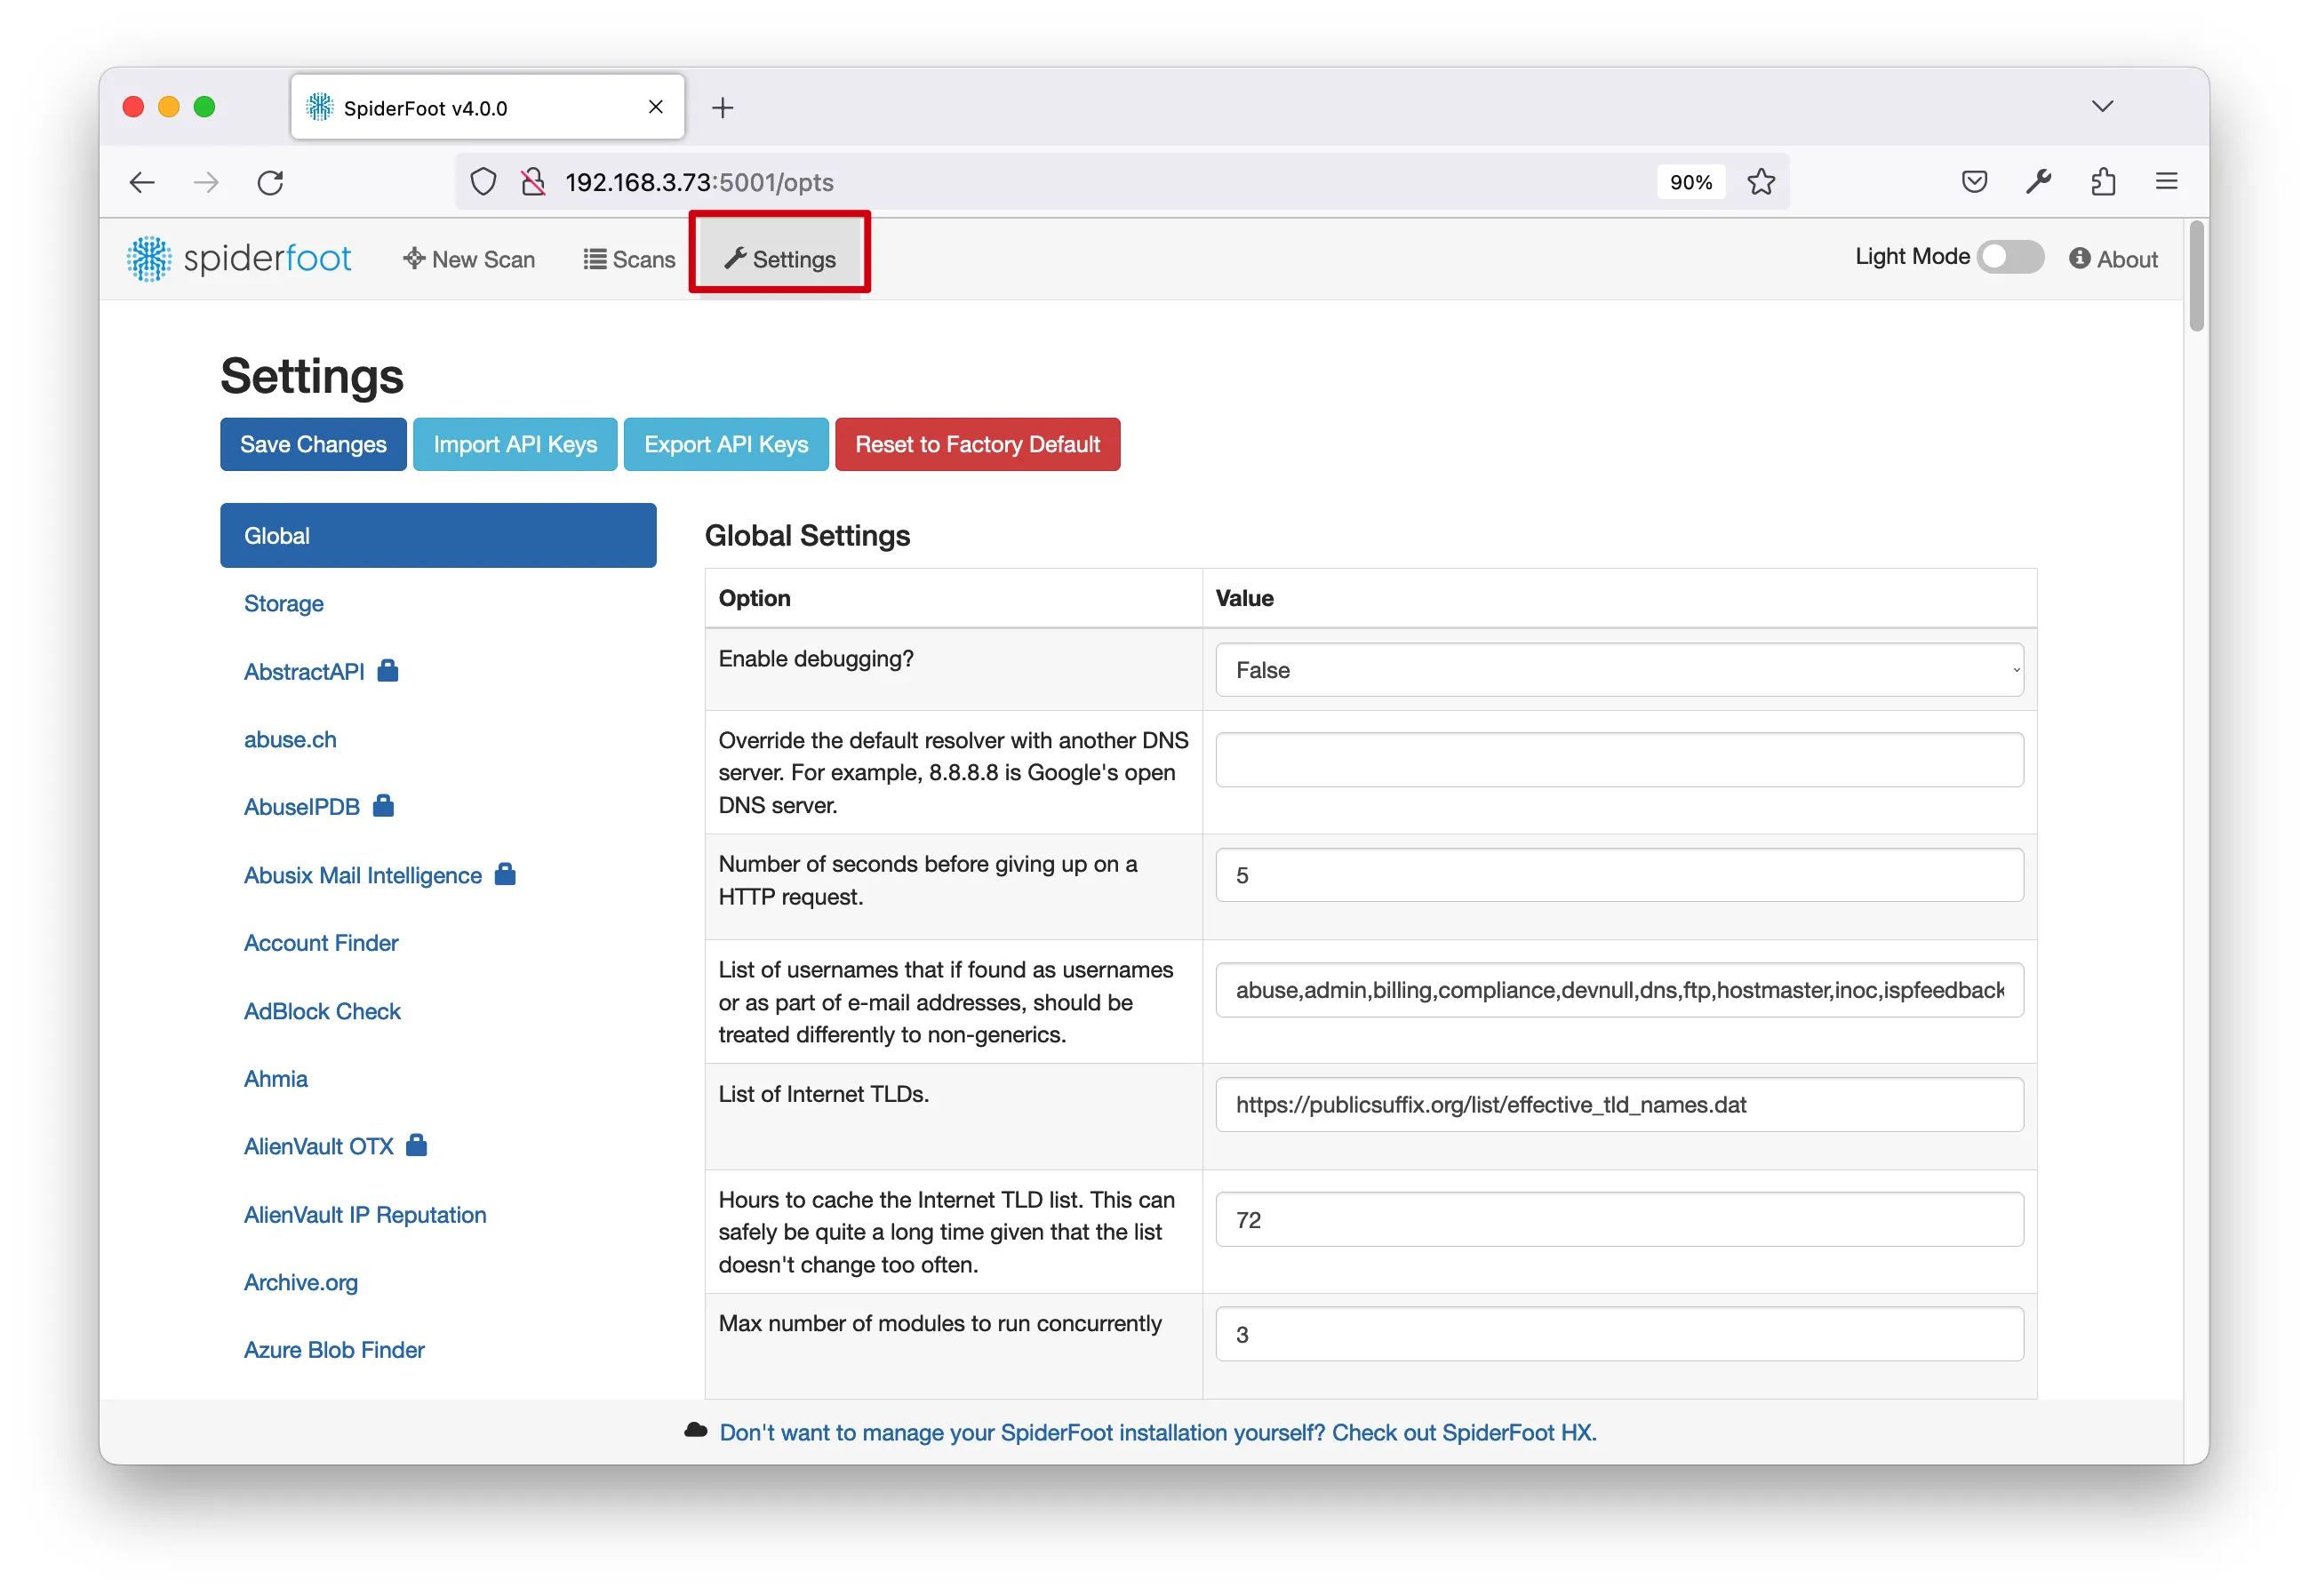 SpiderFoot v4.0.0
192.168.3.73:5001/opts
90%
spiderfoot
New Scan
Scans
Settings
Light Mode
About
Settings
Save Changes
Import API Keys
Export API Keys
Reset to Factory Default
Global
Storage
AbstractAPI
abuse.ch
AbuseIPDB
Abusix Mail Intelligence
Account Finder
AdBlock Check
Ahmia
AlienVault OTX
AlienVault IP Reputation
Archive.org
Azure Blob Finder
Global Settings
Option
Value
Enable debugging?
False
Override the default resolver with another DNS
server. For example, 8.8.8.8 is Google's open
DNS server.
Number of seconds before giving up on a
HTTP request.
5
List of usernames that if found as usernames
or as part of e-mail addresses, should be
treated differently to non-generics.
abuse,admin,billing,compliance,devnull,dns,ftp,hostmaster,inoc,ispfeedback
List of Internet TLDs.
https://publicsuffix.org/list/effective_tld_names.dat
Hours to cache the Internet TLD list. This can
safely be quite a long time given that the list
doesn't change too often.
72
Max number of modules to run concurrently
3
Don't want to manage your SpiderFoot installation yourself? Check out SpiderFoot HX.